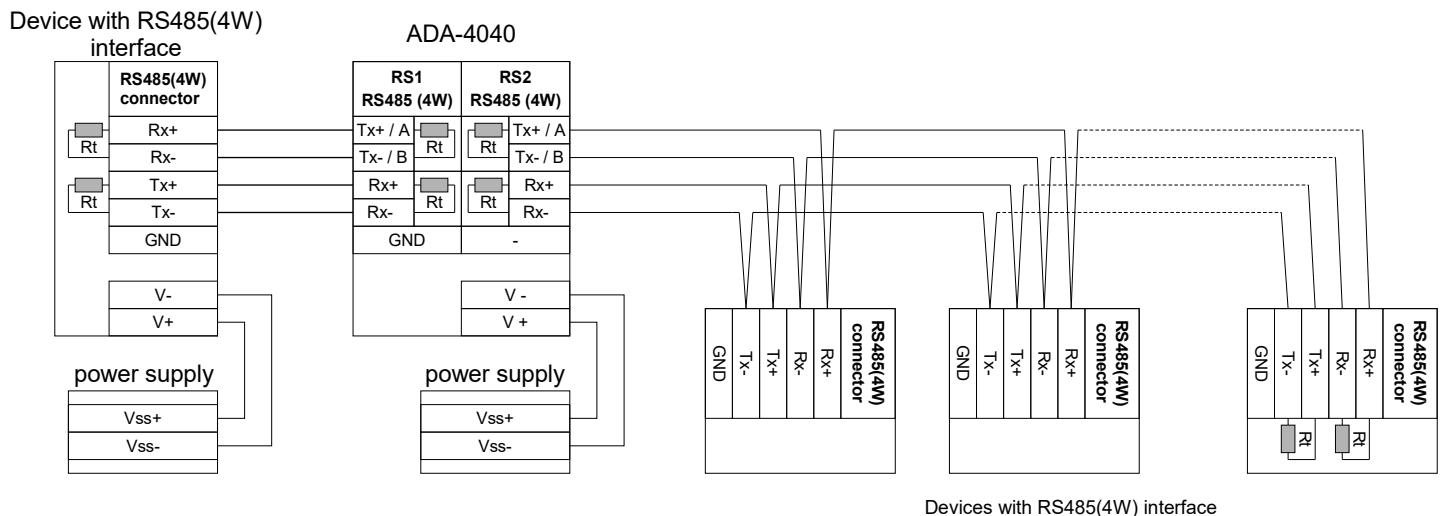 Device with RS485(4W)
interface
RS485(4W)
connector
Rx+
Rx-
Tx+
Tx-
GND
Rt
Rt
V-
V+
power supply
Vss+
Vss-
ADA-4040
RS1
RS485 (4W)
RS2
RS485 (4W)
Tx+ / A
Tx- / B
Rx+
Rx-
GND
Rt
Rt
Rt
Rt
Tx+ / A
Tx- / B
Rx+
Rx-
-
V -
V +
power supply
Vss+
Vss-
GND
Tx-
Tx+
Rx-
Rx+
RS485(4W)
connector
GND
Tx-
Tx+
Rx-
Rx+
RS485(4W)
connector
GND
Tx-
Tx+
Rx-
Rx+
RS485(4W)
connector
Rt
Rt
Devices with RS485(4W) interface